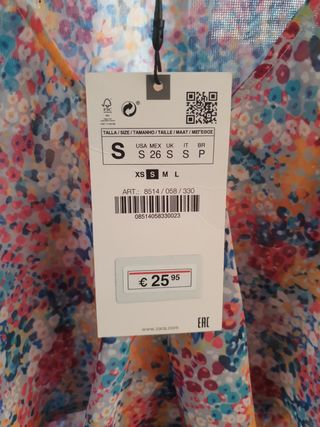 FSC
TALLA / SIZE / TAMANHO / TAILLE / MAAT / ΜΕΓΕΘΟΣ
S
USA MEX UK IT BR
S 26 S S P
XS S M L
ART.: 8514 / 058 / 330
08514058330023
€ 25 95
www.zara.com
EAC